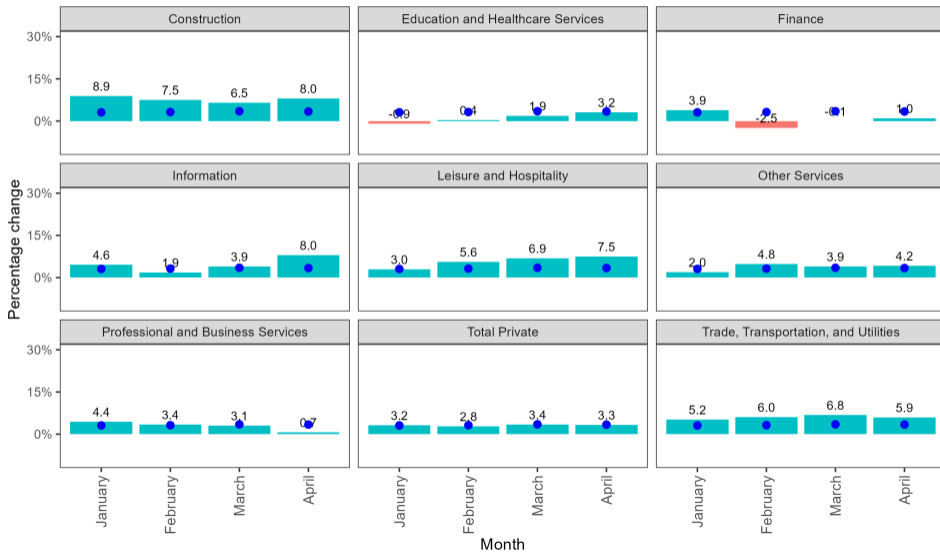 Construction
Education and Healthcare Services
Finance
30%
15%
0%
8.9
7.5
6.5
8.0
-0.9
0.4
1.9
3.2
3.9
-2.5
-0.1
1.0
Information
Leisure and Hospitality
Other Services
30%
15%
0%
4.6
1.9
3.9
8.0
3.0
5.6
6.9
7.5
2.0
4.8
3.9
4.2
Professional and Business Services
Total Private
Trade, Transportation, and Utilities
30%
15%
0%
4.4
3.4
3.1
0.7
3.2
2.8
3.4
3.3
5.2
6.0
6.8
5.9
January
February
March
April
January
February
March
April
January
February
March
April
Month
Percentage change